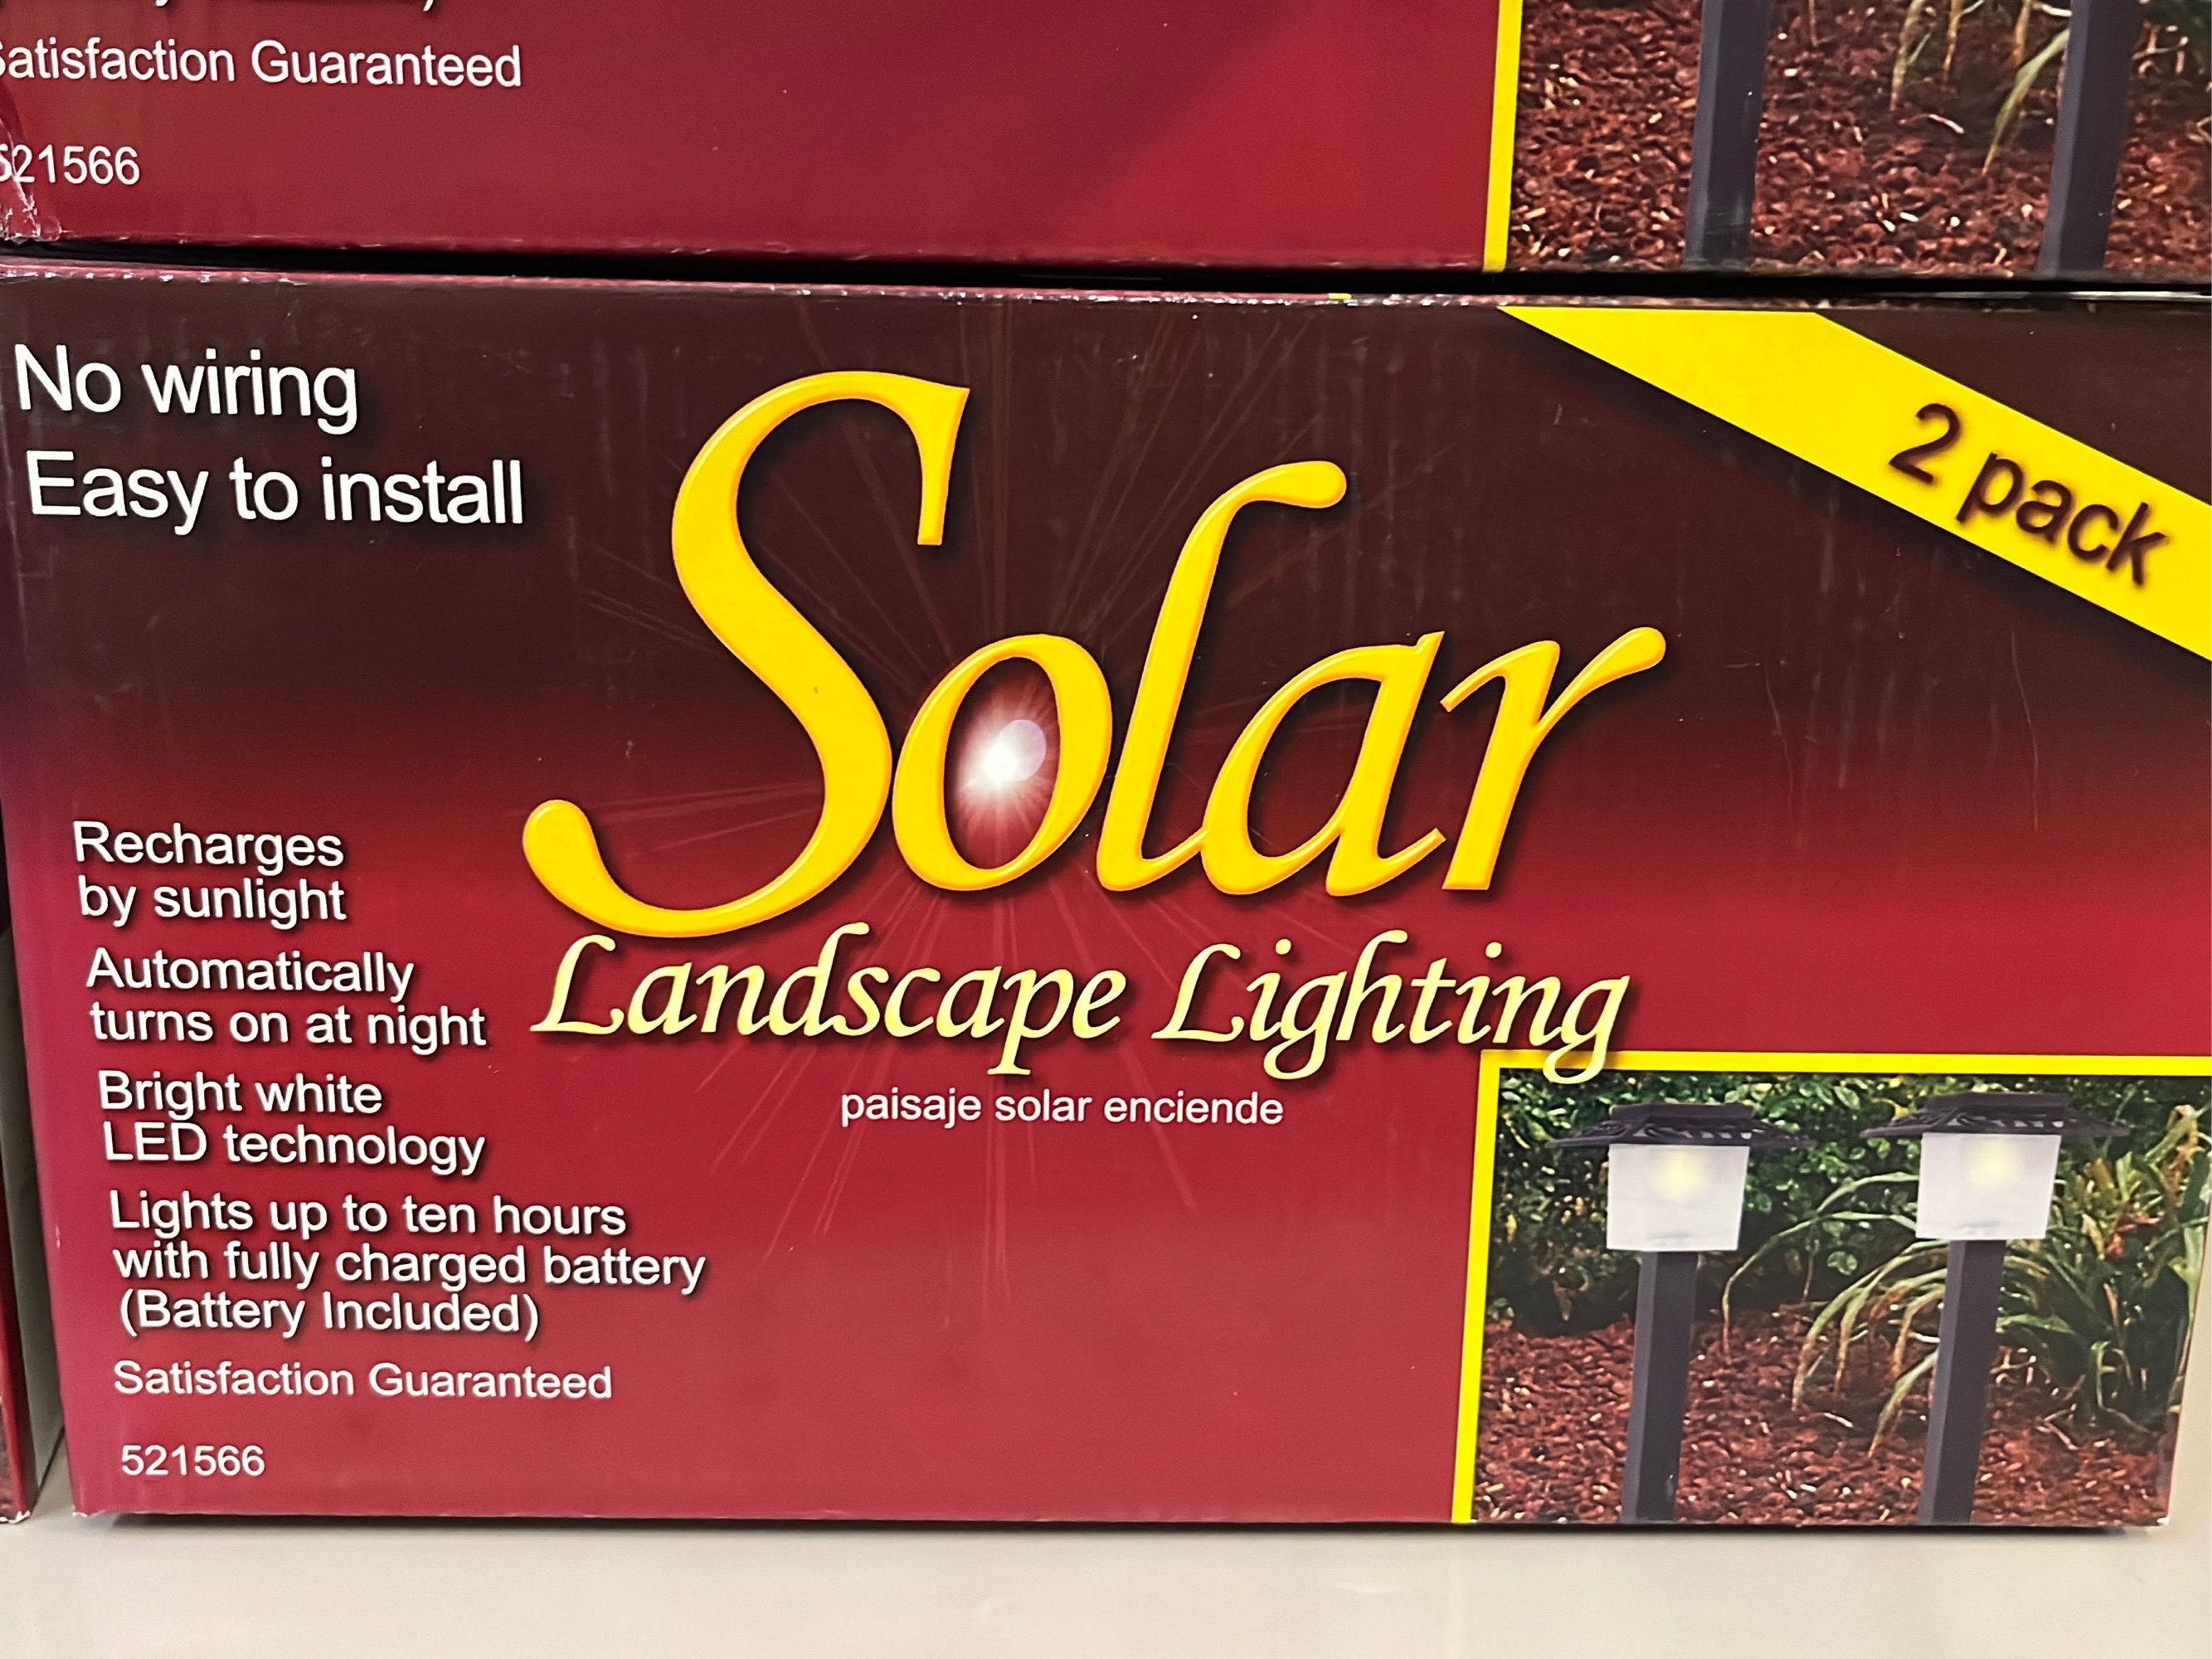 Satisfaction Guaranteed
521566
No wiring
Easy to install
2 pack
Solar
Landscape Lighting
paisaje solar enciende
Recharges
by sunlight
Automatically
turns on at night
Bright white
LED technology
Lights up to ten hours
with fully charged battery
(Battery Included)
Satisfaction Guaranteed
521566